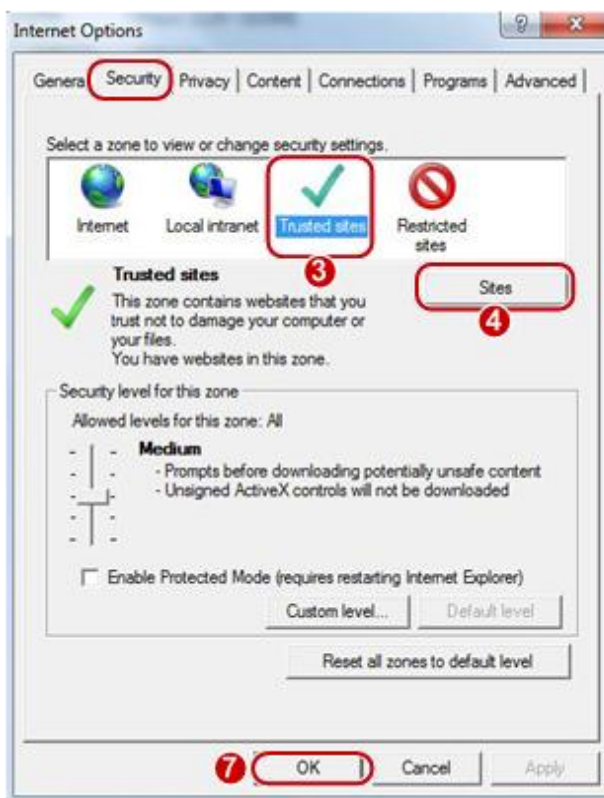 Internet Options
General Security Privacy Content Connections Programs Advanced
Select a zone to view or change security settings.
Internet Local intranet Trusted sites Restricted sites
3
Trusted sites
Sites
4
This zone contains websites that you
trust not to damage your computer or
your files.
You have websites in this zone.
Security level for this zone
Allowed levels for this zone: All
Medium
- Prompts before downloading potentially unsafe content
- Unsigned ActiveX controls will not be downloaded
Enable Protected Mode (requires restarting Internet Explorer)
Custom level... Default level
Reset all zones to default level
7 OK Cancel Apply